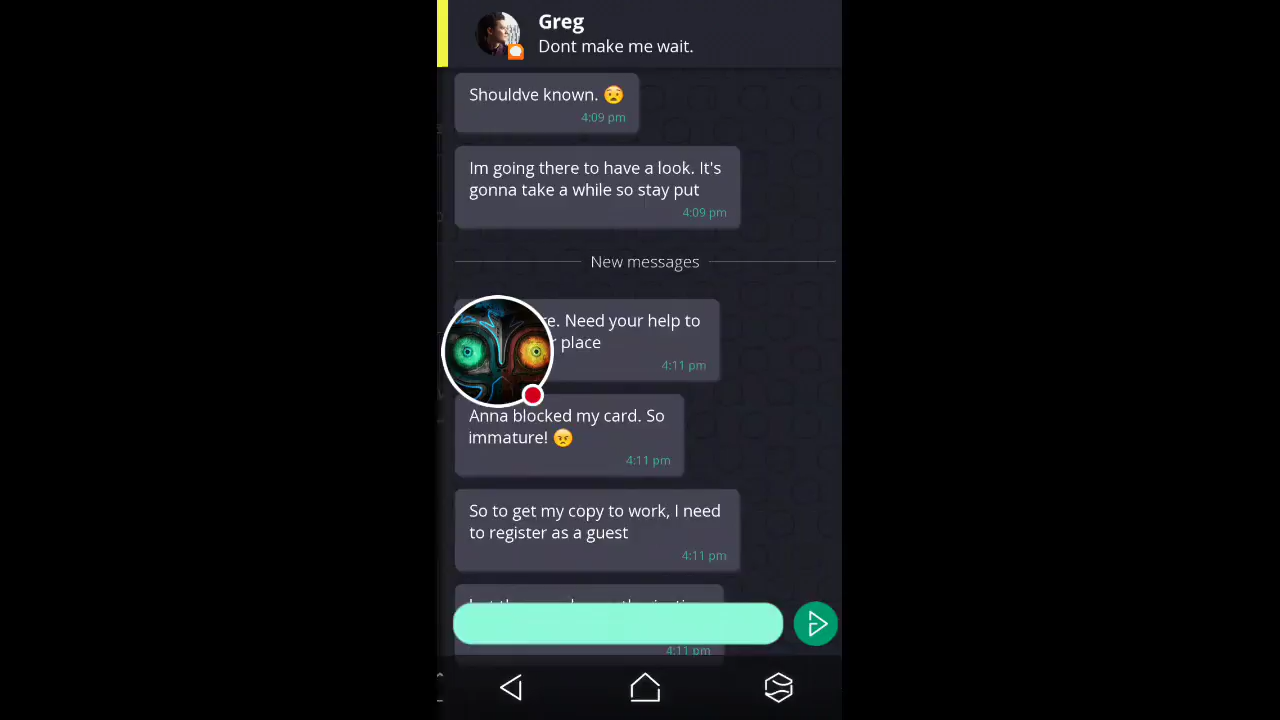 Greg
Dont make me wait.
Shouldve known. 😟
4:09 pm
Im going there to have a look. It's
gonna take a while so stay put
4:09 pm
New messages
Need your help to
place
4:11 pm
Anna blocked my card. So
immature! 😠
4:11 pm
So to get my copy to work, I need
to register as a guest
4:11 pm
4:11 pm